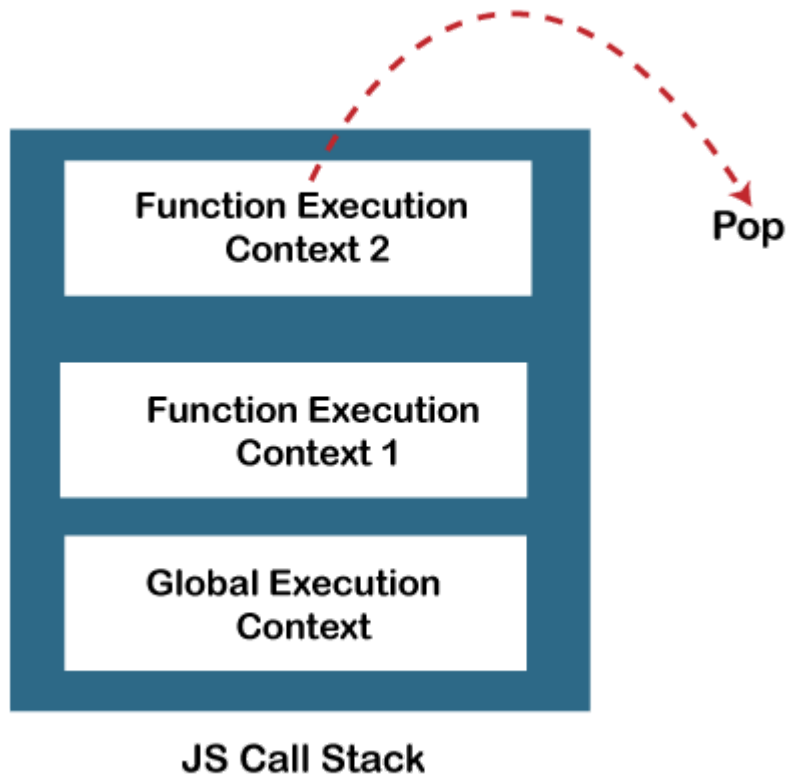 Function Execution
Context 2
Pop
Function Execution
Context 1
Global Execution
Context
JS Call Stack